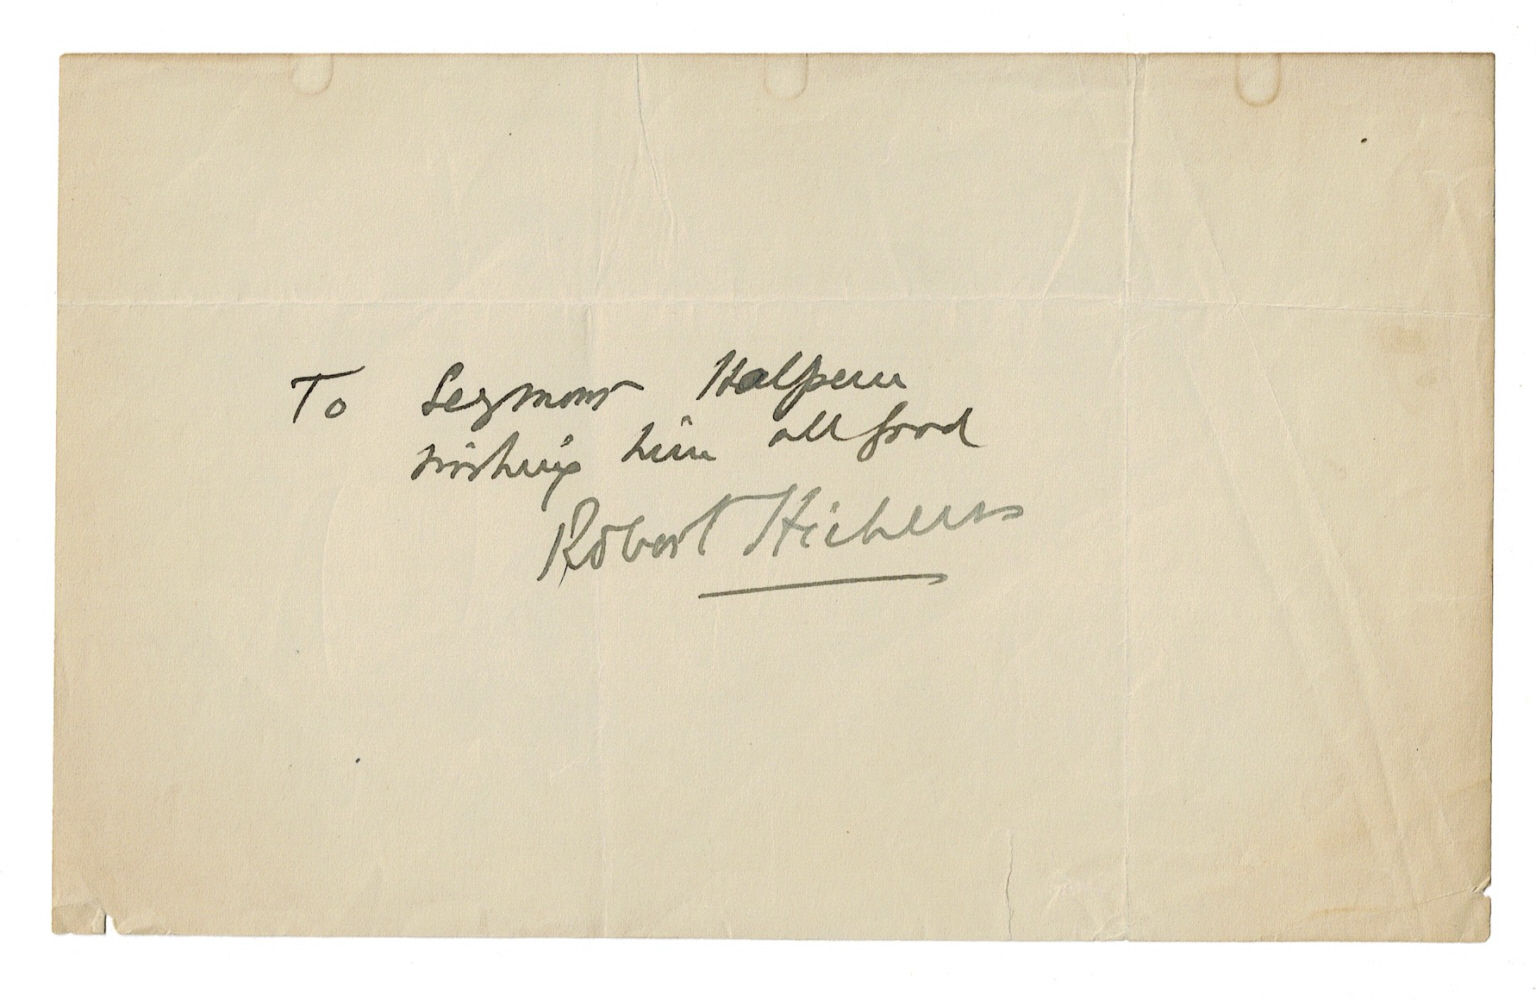 To Seymour Halpern
wishing him all good
Robert Hichens